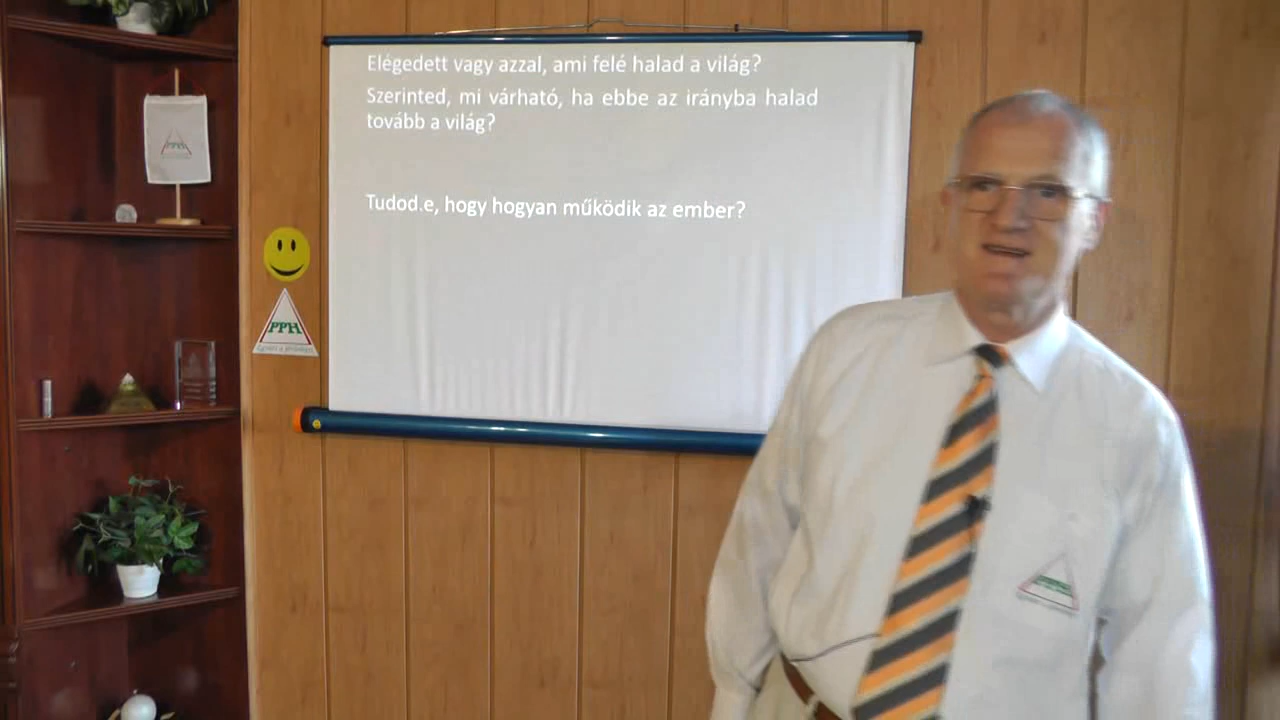 Elégedett vagy azzal, ami felé halad a világ?
Szerinted, mi várható, ha ebbe az irányba halad
tovább a világ?
Tudod.e, hogy hogyan működik az ember?
PPH
PPH